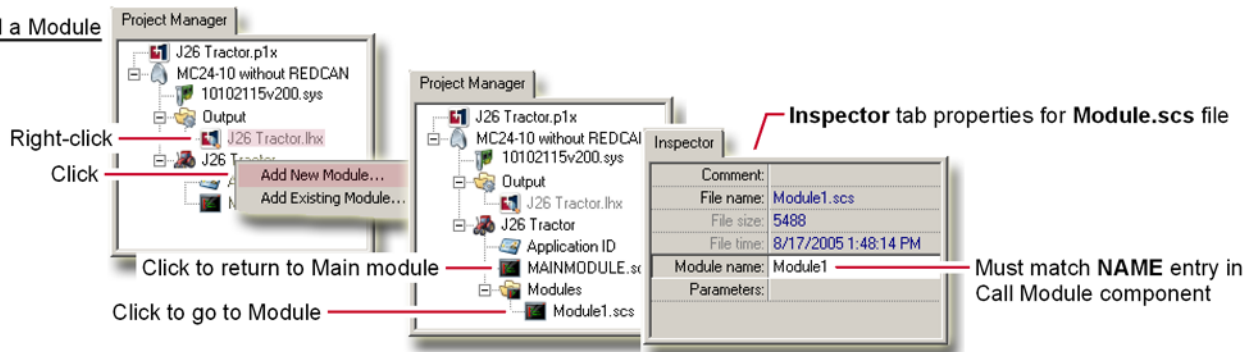 a Module
Project Manager
J26 Tractor.p1x
MC24-10 without REDCAN
10102115v200.sys
Output
Right-click
J26 Tractor.lhx
J26
Click
Add New Module...
Add Existing Module...
Project Manager
J26 Tractor.p1x
MC24-10 without REDCA
10102115v200.sys
Output
J26 Tractor.lhx
J26 Tractor
Application ID
Click to return to Main module
MAINMODULE.sc
Modules
Click to go to Module
Module1.scs
Inspector tab properties for Module.scs file
Inspector
Comment:
File name: Module1.scs
File size: 5488
File time: 8/17/2005 1:48:14 PM
Module name: Module1
Parameters:
Must match NAME entry in
Call Module component